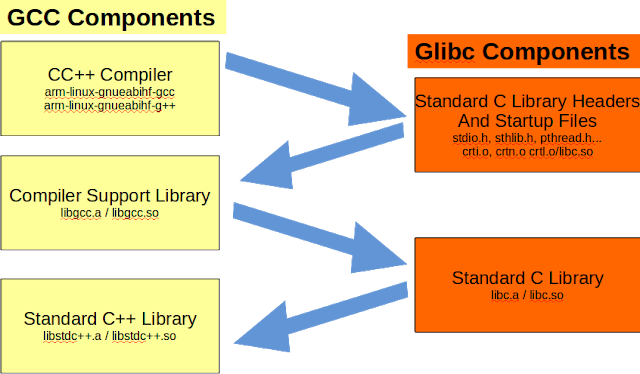 GCC Components
CC++ Compiler
arm-linux-gnueabihf-gcc
arm-linux-gnueabihf-g++
Compiler Support Library
libgcc.a / libgcc.so
Standard C++ Library
libstdc++.a / libstdc++.so
Glibc Components
Standard C Library Headers
And Startup Files
stdio.h, sthlib.h, pthread.h...
crti.o, crtn.o crtl.o/libc.so
Standard C Library
libc.a / libc.so